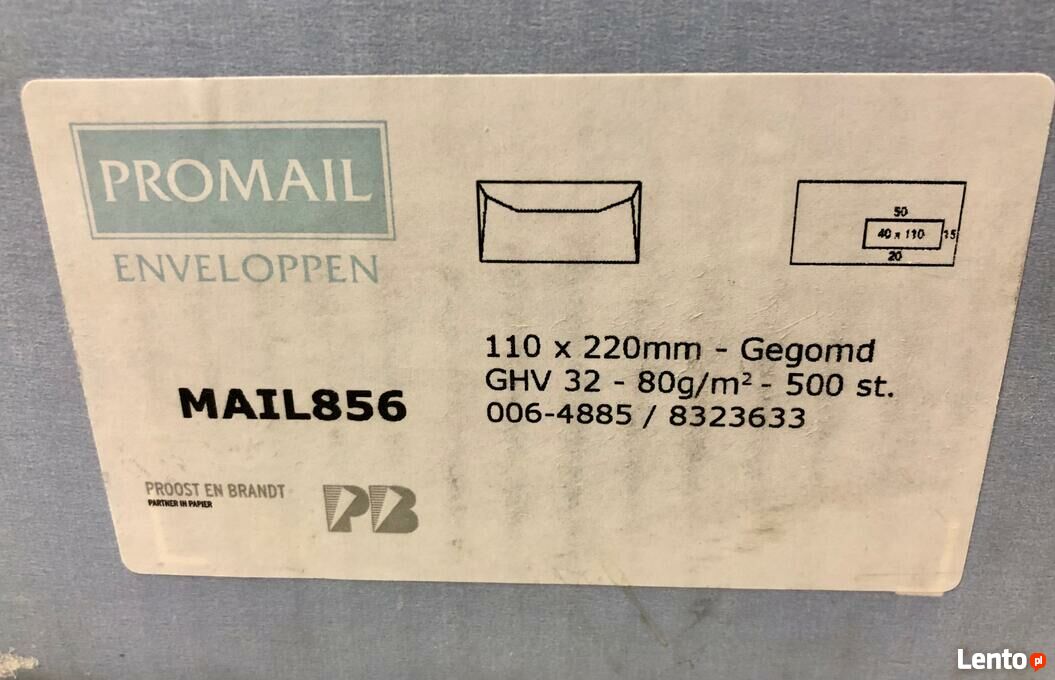 PROMAIL
ENVELOPPEN
50
40 x 110
15
20
110 x 220mm - Gegomd
GHV 32 - 80g/m² - 500 st.
006-4885 / 8323633
MAIL856
PROOST EN BRANDT
PARTNER IN PAPIER
PB
Lento.pl